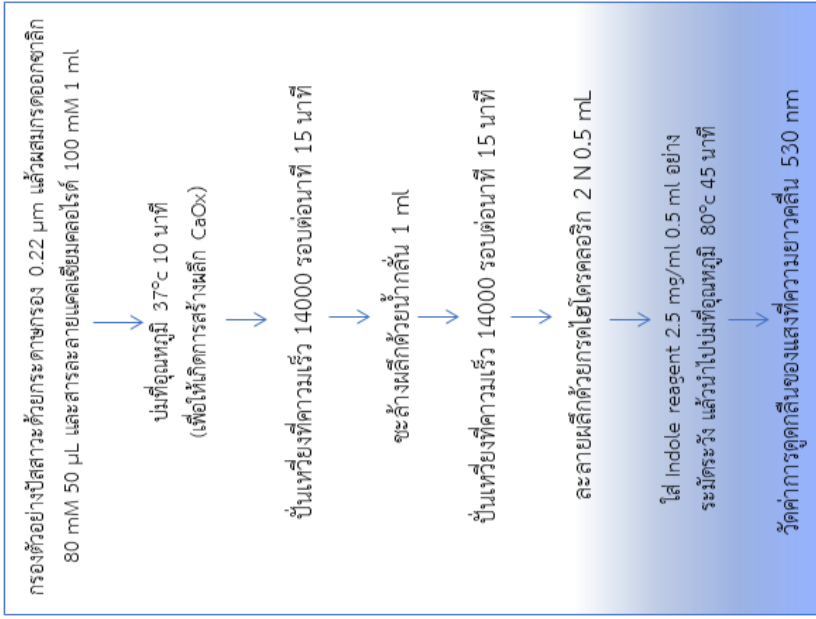 กรองตัวอย่างปัสสาวะด้วยกระดาษกรอง 0.22 µm แล้วผสมกรดออกซาลิก
80 mM 50 µL และสารละลายแคลเซียมคลอไรด์ 100 mM 1 ml
บ่มที่อุณหภูมิ 37°c 10 นาที
(เพื่อให้เกิดการสร้างผลึก CaOx)
ปั่นเหวี่ยงที่ความเร็ว 14000 รอบต่อนาที 15 นาที
ชะล้างผลึกด้วยน้ำกลั่น 1 ml
ปั่นเหวี่ยงที่ความเร็ว 14000 รอบต่อนาที 15 นาที
ละลายผลึกด้วยกรดไฮโดรคลอริก 2 N 0.5 mL
ใส่ Indole reagent 2.5 mg/ml 0.5 ml อย่าง
ระมัดระวัง แล้วนำไปบ่มที่อุณหภูมิ 80°c 45 นาที
วัดค่าการดูดกลืนของแสงที่ความยาวคลื่น 530 nm